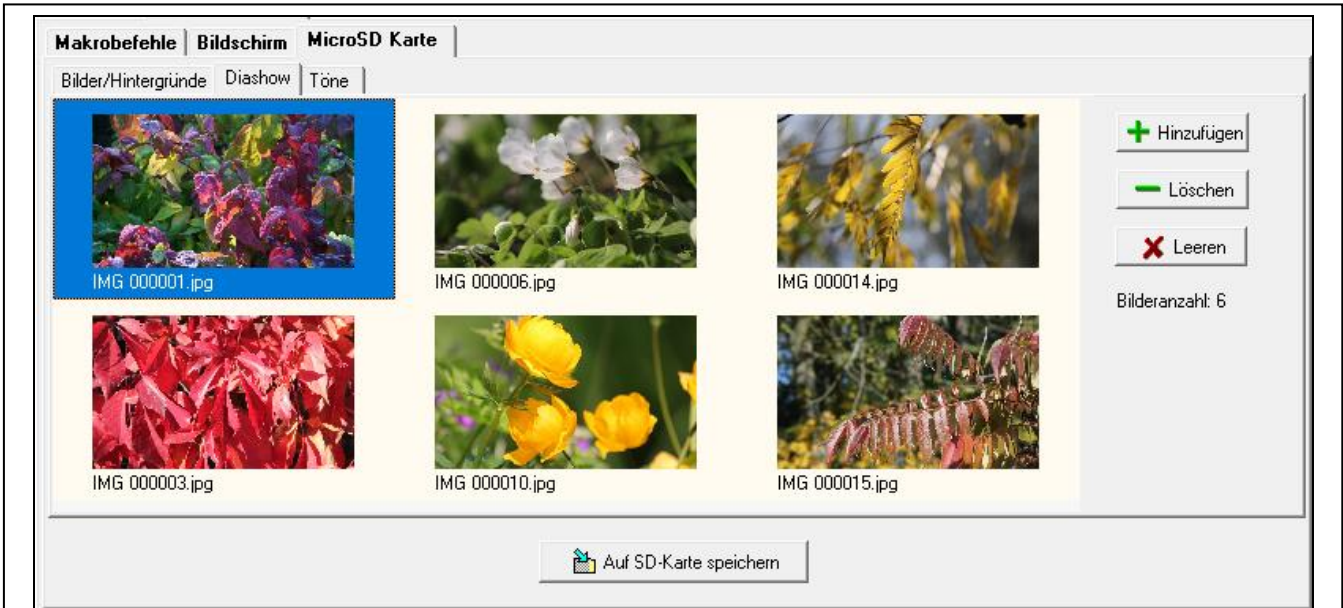 Makrobefehle Bildschirm MicroSD Karte
Bilder/Hintergründe Diashow Töne
IMG 000001.jpg IMG 000006.jpg IMG 000014.jpg
IMG 000003.jpg IMG 000010.jpg IMG 000015.jpg
Hinzufügen
Löschen
Leeren
Bilderanzahl: 6
Auf SD-Karte speichern